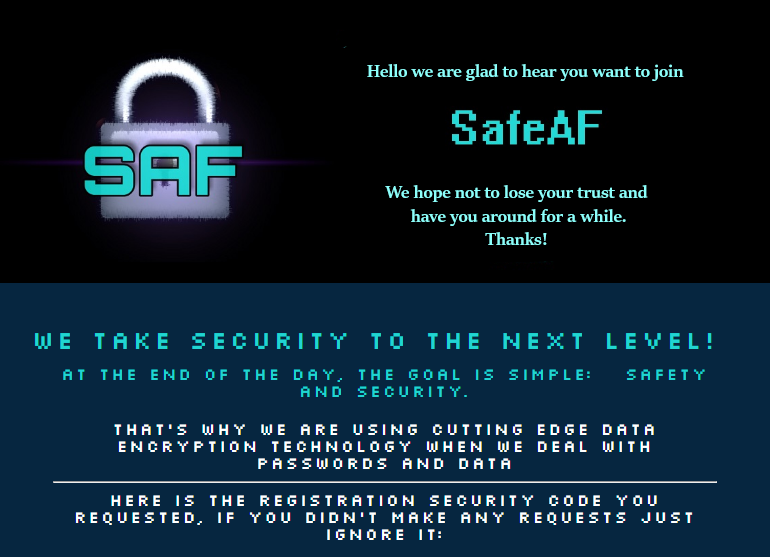 SAF
Hello we are glad to hear you want to join
SafeAF
We hope not to lose your trust and
have you around for a while.
Thanks!
WE TAKE SECURITY TO THE NEXT LEVEL!
AT THE END OF THE DAY, THE GOAL IS SIMPLE: SAFETY
AND SECURITY.
THAT'S WHY WE ARE USING CUTTING EDGE DATA
ENCRYPTION TECHNOLOGY WHEN WE DEAL WITH
PASSWORDS AND DATA
HERE IS THE REGISTRATION SECURITY CODE YOU
REQUESTED, IF YOU DIDN'T MAKE ANY REQUESTS JUST
IGNORE IT: